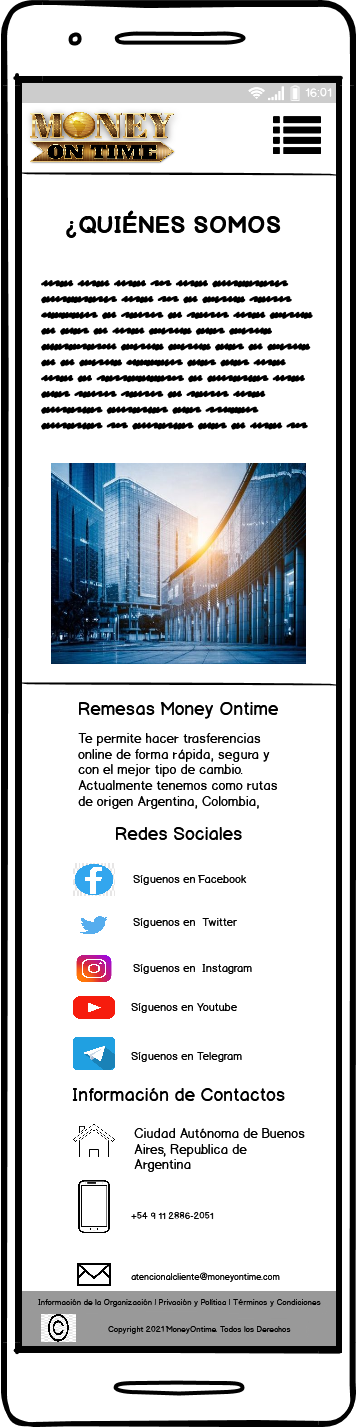 16:01
MONEY
ON TIME
¿QUIÉNES SOMOS
Remesas Money Ontime
Te permite hacer trasferencias
online de forma rápida, segura y
con el mejor tipo de cambio.
Actualmente tenemos como rutas
de origen Argentina, Colombia,
Redes Sociales
Síguenos en Facebook
Síguenos en Twitter
Síguenos en Instagram
Síguenos en Youtube
Síguenos en Telegram
Información de Contactos
Ciudad Autónoma de Buenos
Aires, Republica de
Argentina
+54 9 11 2886-2051
atencionalcliente@moneyontime.com
Información de la Organización | Privación y Política | Términos y Condiciones
© Copyright 2021 MoneyOntime. Todos los Derechos